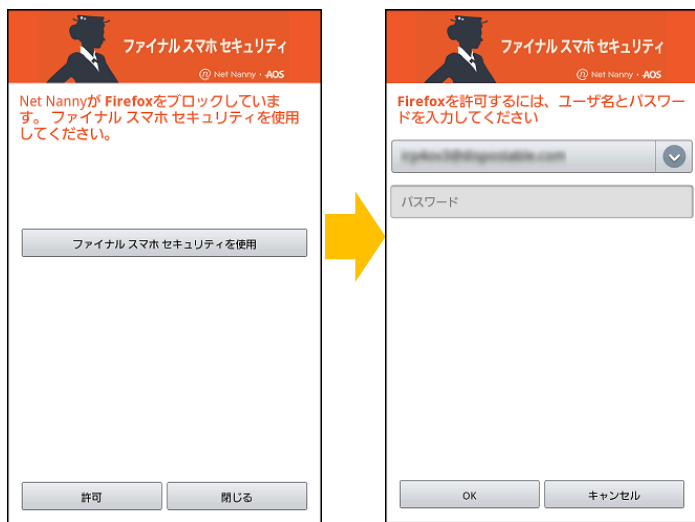 ファイナル スマホ セキュリティ
Net Nanny · AOS
Net Nannyが Firefoxをブロックしていま
す。 ファイナル スマホ セキュリティを使用
してください。
ファイナル スマホ セキュリティを使用
許可
閉じる
ファイナル スマホ セキュリティ
Net Nanny · AOS
Firefoxを許可するには、ユーザ名とパスワー
ドを入力してください
パスワード
OK
キャンセル